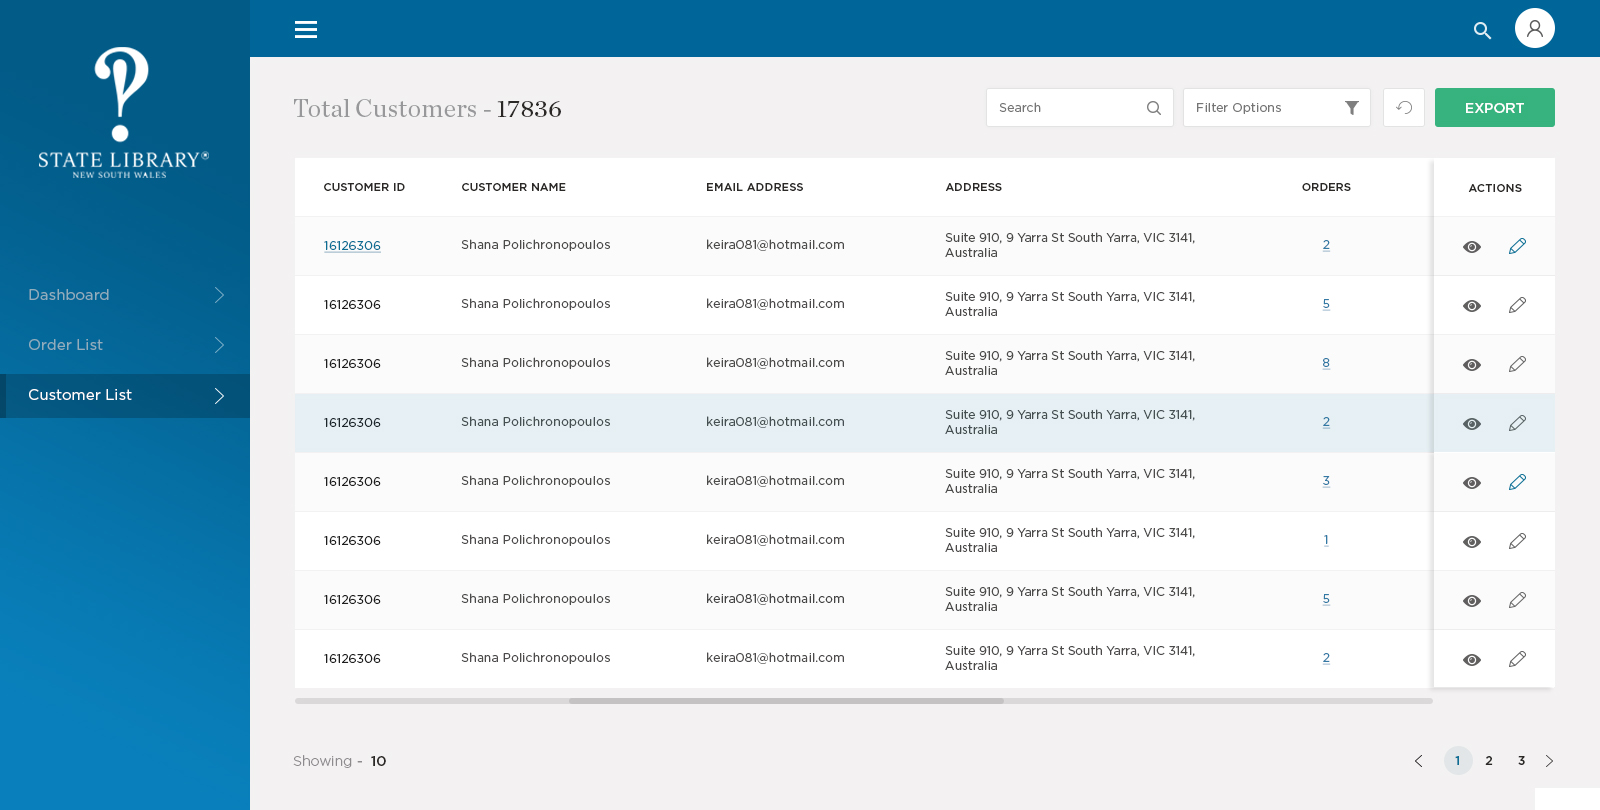 STATE LIBRARY®
NEW SOUTH WALES
Dashboard
Order List
Customer List
Total Customers - 17836
Search
Filter Options
EXPORT
CUSTOMER ID CUSTOMER NAME EMAIL ADDRESS ADDRESS ORDERS ACTIONS
16126306 Shana Polichronopoulos keira081@hotmail.com Suite 910, 9 Yarra St South Yarra, VIC 3141, 2
Australia
16126306 Shana Polichronopoulos keira081@hotmail.com Suite 910, 9 Yarra St South Yarra, VIC 3141, 5
Australia
16126306 Shana Polichronopoulos keira081@hotmail.com Suite 910, 9 Yarra St South Yarra, VIC 3141, 8
Australia
16126306 Shana Polichronopoulos keira081@hotmail.com Suite 910, 9 Yarra St South Yarra, VIC 3141, 2
Australia
16126306 Shana Polichronopoulos keira081@hotmail.com Suite 910, 9 Yarra St South Yarra, VIC 3141, 3
Australia
16126306 Shana Polichronopoulos keira081@hotmail.com Suite 910, 9 Yarra St South Yarra, VIC 3141, 1
Australia
16126306 Shana Polichronopoulos keira081@hotmail.com Suite 910, 9 Yarra St South Yarra, VIC 3141, 5
Australia
16126306 Shana Polichronopoulos keira081@hotmail.com Suite 910, 9 Yarra St South Yarra, VIC 3141, 2
Australia
Showing - 10
1 2 3